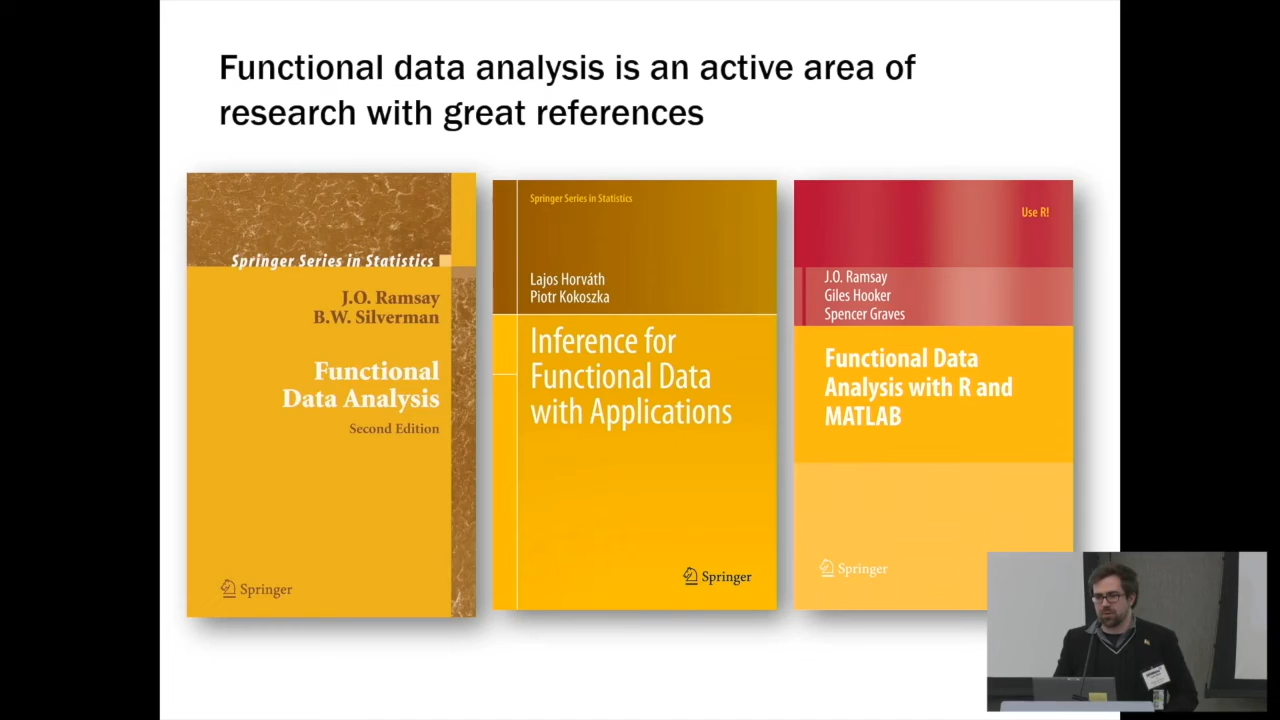 Functional data analysis is an active area of
research with great references
Springer Series in Statistics
J.O. Ramsay
B.W. Silverman
Functional
Data Analysis
Second Edition
Springer
Springer Series in Statistics
Lajos Horváth
Piotr Kokoszka
Inference for
Functional Data
with Applications
Springer
Use R!
J.O. Ramsay
Giles Hooker
Spencer Graves
Functional Data
Analysis with R and
MATLAB
Springer